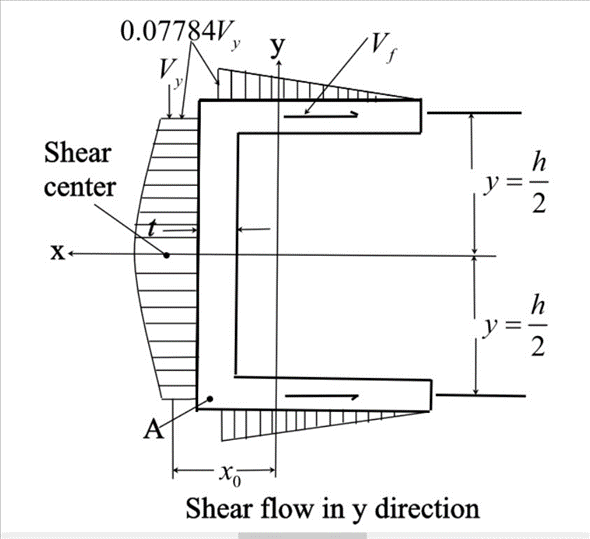 0.07784V_y
y
V_f
V_y
Shear
center
t
y = h/2
x
y = h/2
A
x_0
Shear flow in y direction